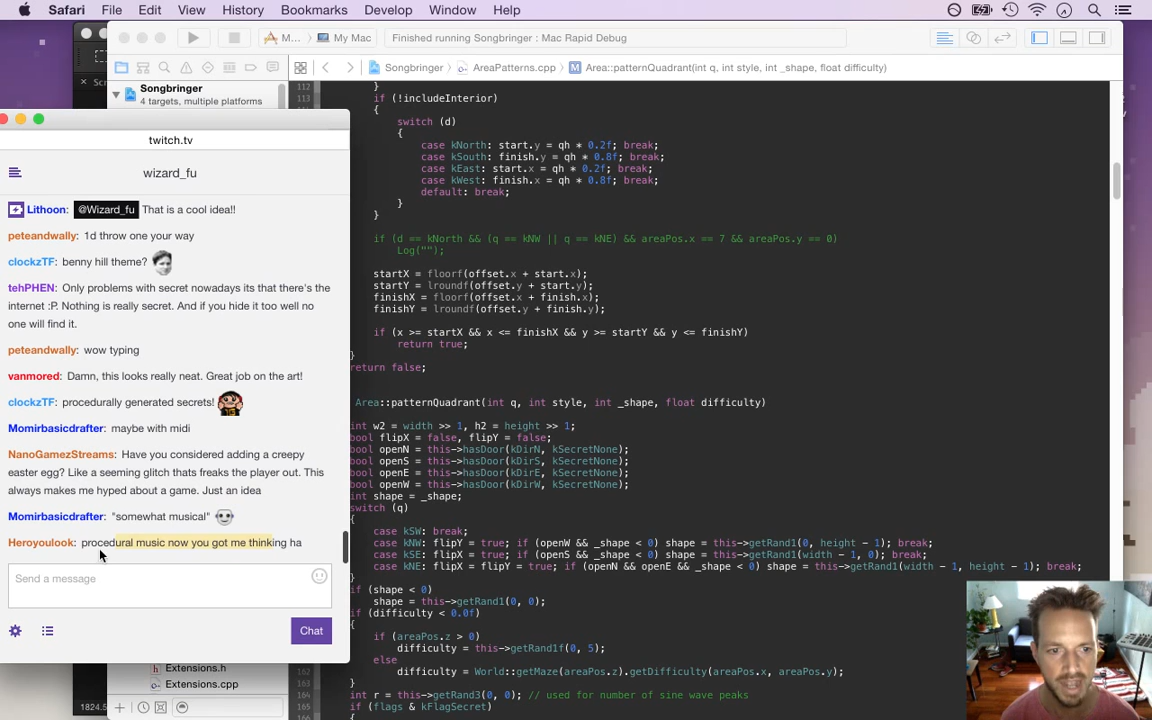 Safari File Edit View History Bookmarks Develop Window Help
M... My Mac Finished running Songbringer : Mac Rapid Debug
Songbringer AreaPatterns.cpp Area::patternQuadrant(int q, int style, int _shape, float difficulty)
Songbringer
4 targets, multiple platforms
twitch.tv
wizard_fu
Lithoon: @Wizard_fu That is a cool idea!!
peteandwally: 1d throw one your way
clockzTF: benny hill theme?
tehPHEN: Only problems with secret nowadays its that there's the
internet :P. Nothing is really secret. And if you hide it too well no
one will find it.
peteandwally: wow typing
vanmored: Damn, this looks really neat. Great job on the art!
clockzTF: procedurally generated secrets!
Momirbasicdrafter: maybe with midi
NanoGamezStreams: Have you considered adding a creepy
easter egg? Like a seeming glitch thats freaks the player out. This
always makes me hyped about a game. Just an idea
Momirbasicdrafter: "somewhat musical"
Heroyoulook: procedural music now you got me thinking ha
Send a message
Chat
Extensions.h
Extensions.cpp
1824.5
112 }
113 if (!includeInterior)
{
switch (d)
{
case kNorth: start.y = qh * 0.2f; break;
case kSouth: finish.y = qh * 0.8f; break;
case kEast: start.x = qh * 0.2f; break;
case kWest: finish.x = qh * 0.8f; break;
default: break;
}
}
if (d == kNorth && (q == kNW || q == kNE) && areaPos.x == 7 && areaPos.y == 0)
Log("");
startX = floorf(offset.x + start.x);
startY = lroundf(offset.y + start.y);
finishX = floorf(offset.x + finish.x);
finishY = lroundf(offset.y + finish.y);
if (x >= startX && x <= finishX && y >= startY && y <= finishY)
return true;
}
return false;
Area::patternQuadrant(int q, int style, int _shape, float difficulty)
int w2 = width >> 1, h2 = height >> 1;
bool flipX = false, flipY = false;
bool openN = this->hasDoor(kDirN, kSecretNone);
bool openS = this->hasDoor(kDirS, kSecretNone);
bool openE = this->hasDoor(kDirE, kSecretNone);
bool openW = this->hasDoor(kDirW, kSecretNone);
int shape = _shape;
switch (q)
{
case kSW: break;
case kNW: flipY = true; if (openW && _shape < 0) shape = this->getRand1(0, height - 1); break;
case kSE: flipX = true; if (openS && _shape < 0) shape = this->getRand1(width - 1, 0); break;
case kNE: flipX = flipY = true; if (openN && openE && _shape < 0) shape = this->getRand1(width - 1, height - 1); break;
}
if (shape < 0)
shape = this->getRand1(0, 0);
if (difficulty < 0.0f)
{
if (areaPos.z > 0)
difficulty = this->getRand1f(0, 5);
else
162 difficulty = World::getMaze(areaPos.z).getDifficulty(areaPos.x, areaPos.y);
163 }
164 int r = this->getRand3(0, 0); // used for number of sine wave peaks
165 if (flags & kFlagSecret)
166 {